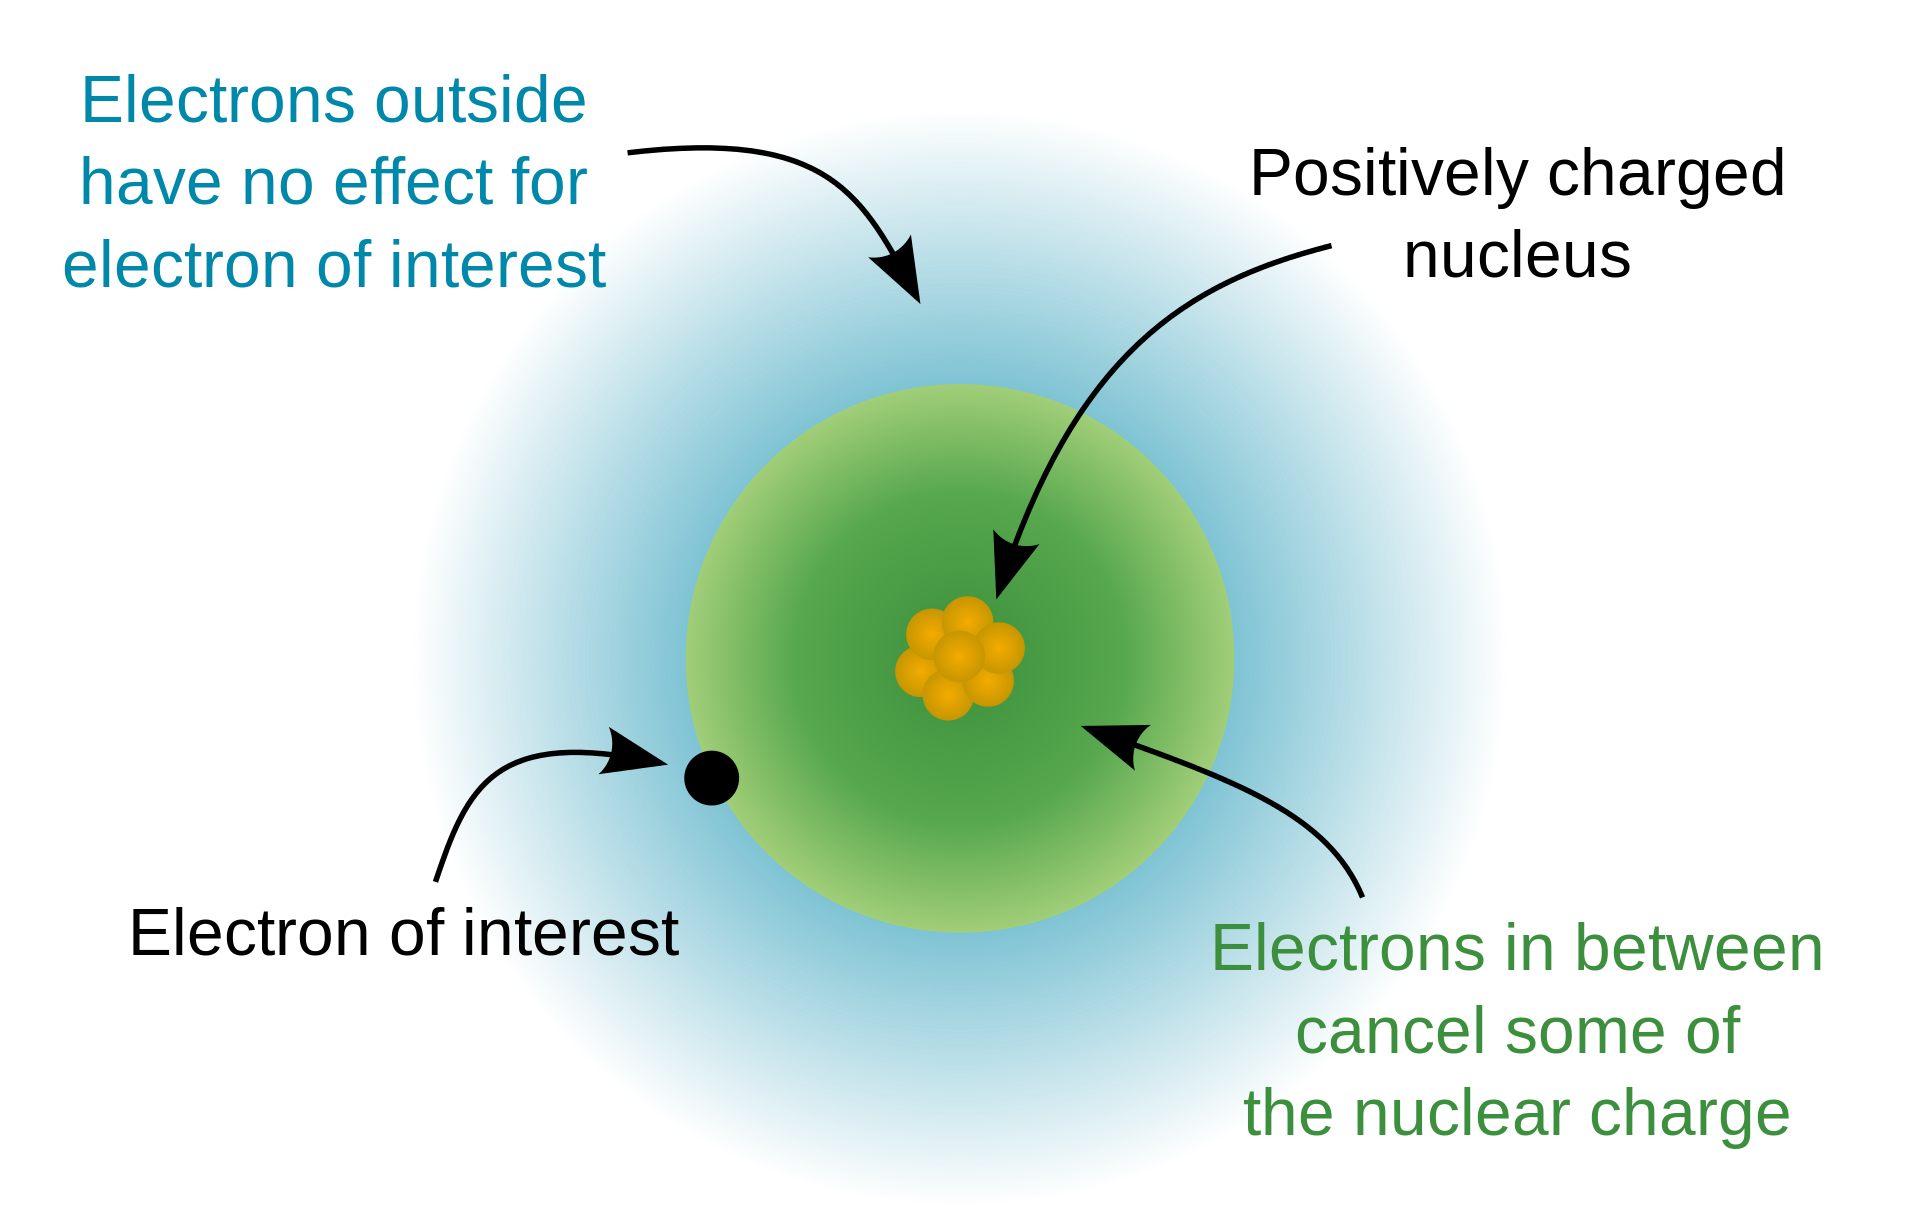 Electrons outside
have no effect for
electron of interest
Positively charged
nucleus
Electron of interest
Electrons in between
cancel some of
the nuclear charge